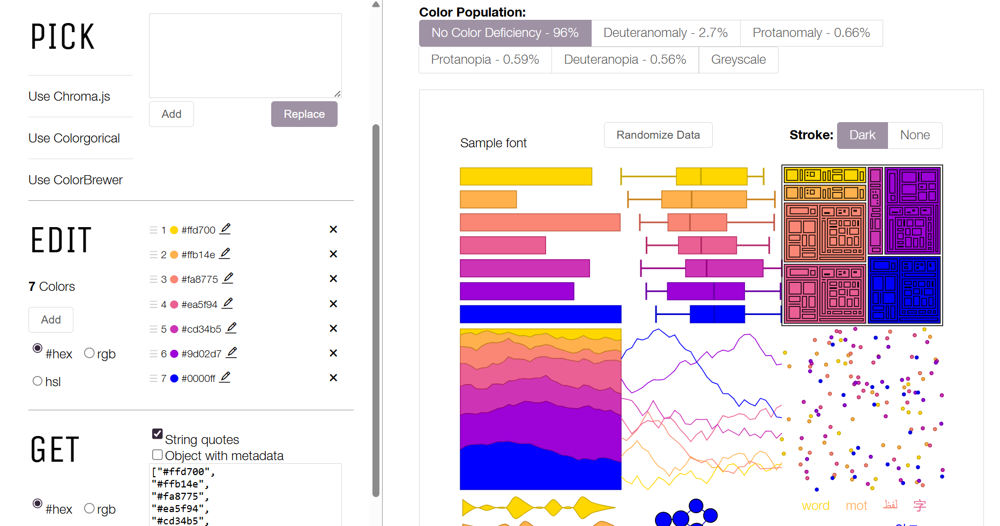 PICK
Use Chroma.js
Use Colorgorical
Use ColorBrewer
Add
Replace
EDIT
7 Colors
Add
#hex
rgb
hsl
1 #ffd700
2 #ffb14e
3 #fa8775
4 #ea5f94
5 #cd34b5
6 #9d02d7
7 #0000ff
GET
#hex
rgb
String quotes
Object with metadata
["#ffd700",
"#ffb14e",
"#fa8775",
"#ea5f94",
"#cd34b5",
Color Population:
No Color Deficiency - 96%
Deuteranomaly - 2.7%
Protanomaly - 0.66%
Protanopia - 0.59%
Deuteranopia - 0.56%
Greyscale
Sample font
Randomize Data
Stroke:
Dark
None
word mot لفظ 字